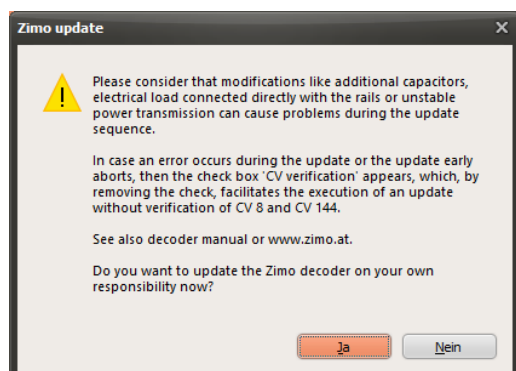 Zimo update
Please consider that modifications like additional capacitors,
electrical load connected directly with the rails or unstable
power transmission can cause problems during the update
sequence.
In case an error occurs during the update or the update early
aborts, then the check box 'CV verification' appears, which, by
removing the check, facilitates the execution of an update
without verification of CV 8 and CV 144.
See also decoder manual or www.zimo.at.
Do you want to update the Zimo decoder on your own
responsibility now?
Ja
Nein